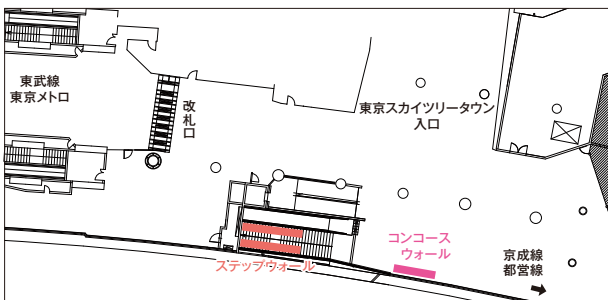 東武線
東京メトロ
改札口
東京スカイツリータウン
入口
ステップウォール
コンコース
ウォール
京成線
都営線